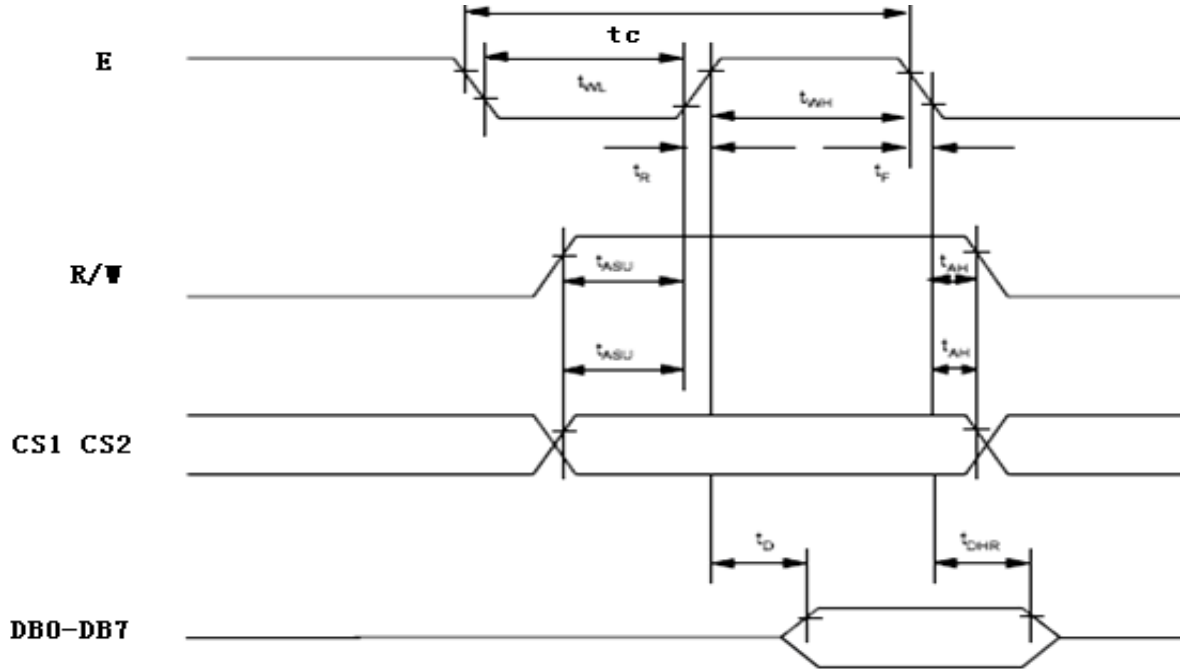 tc
E
tWL
tWH
tR
tF
R/W
tASU
tAH
tASU
tAH
CS1 CS2
tD
tDHR
DB0-DB7